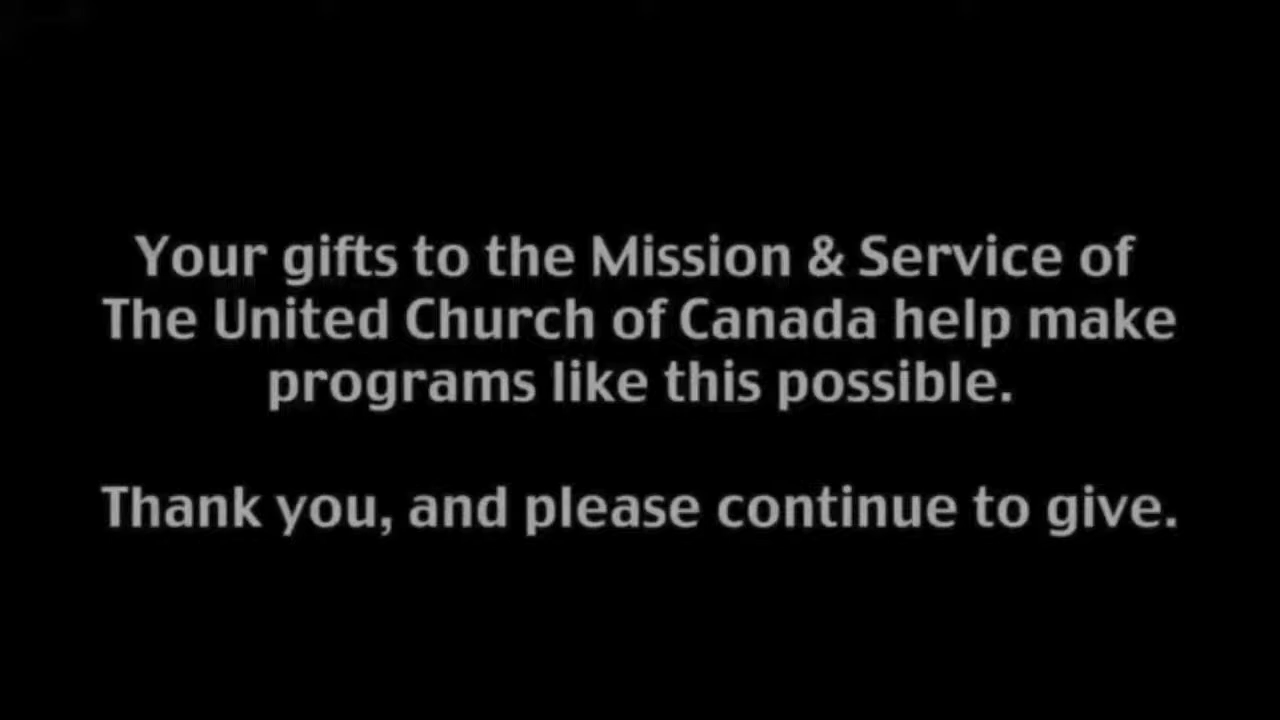 Your gifts to the Mission & Service of
The United Church of Canada help make
programs like this possible.
Thank you, and please continue to give.